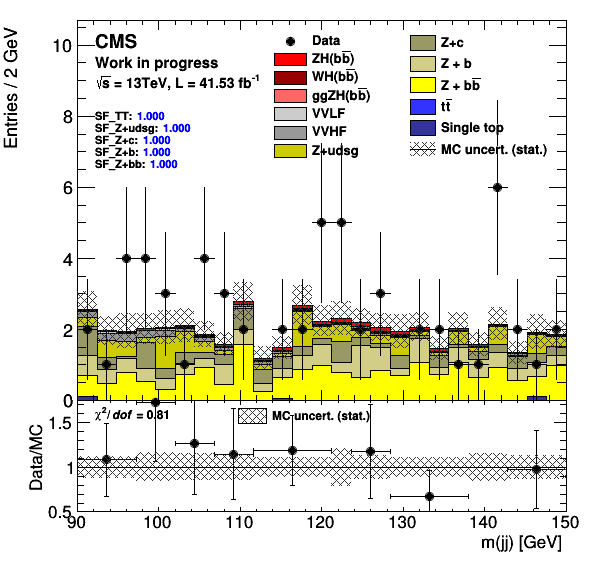 CMS
Work in progress
√s = 13TeV, L = 41.53 fb⁻¹
SF_TT: 1.000
SF_Z+udsg: 1.000
SF_Z+c: 1.000
SF_Z+b: 1.000
SF_Z+bb: 1.000
Data
ZH(bb̅)
WH(bb̅)
ggZH(bb̅)
VVLF
VVHF
Z+udsg
Z+c
Z + b
Z + bb̅
tt̅
Single top
MC uncert. (stat.)
Entries / 2 GeV
10
8
6
4
2
0
χ²/dof = 0.81
MC uncert. (stat.)
Data/MC
1.5
1
0.5
90 100 110 120 130 140 150
m(jj) [GeV]